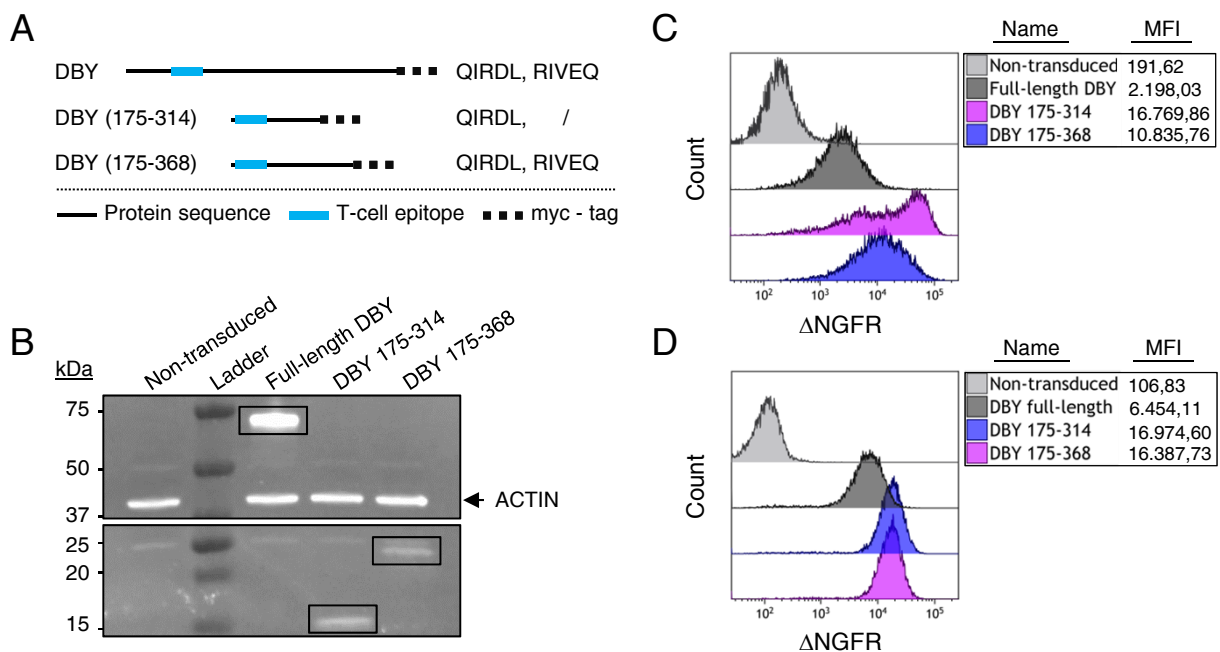 A
DBY QIRDL, RIVEQ
DBY (175-314) QIRDL, /
DBY (175-368) QIRDL, RIVEQ
Protein sequence T-cell epitope myc - tag
B
kDa
Non-transduced
Ladder
Full-length DBY
DBY 175-314
DBY 175-368
75
50
37
ACTIN
25
20
15
C
Name MFI
Non-transduced 191,62
Full-length DBY 2.198,03
DBY 175-314 16.769,86
DBY 175-368 10.835,76
Count
10² 10³ 10⁴ 10⁵
ΔNGFR
D
Name MFI
Non-transduced 106,83
DBY full-length 6.454,11
DBY 175-314 16.974,60
DBY 175-368 16.387,73
Count
10² 10³ 10⁴ 10⁵
ΔNGFR